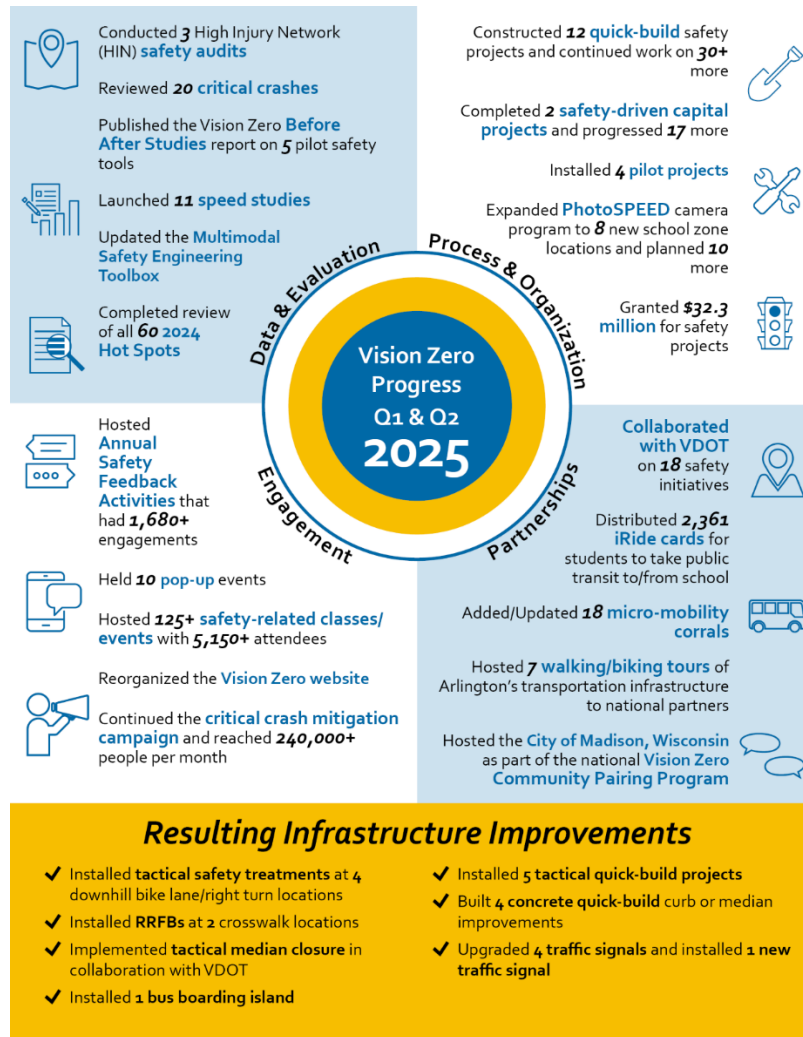 Conducted 3 High Injury Network
(HIN) safety audits
Reviewed 20 critical crashes
Published the Vision Zero Before
After Studies report on 5 pilot safety
tools
Launched 11 speed studies
Updated the Multimodal
Safety Engineering
Toolbox
Completed review
of all 60 2024
Hot Spots
Constructed 12 quick-build safety
projects and continued work on 30+
more
Completed 2 safety-driven capital
projects and progressed 17 more
Installed 4 pilot projects
Expanded PhotoSPEED camera
program to 8 new school zone
locations and planned 10
more
Granted $32.3
million for safety
projects
Data & Evaluation
Process & Organization
Vision Zero
Progress
Q1 & Q2
2025
Engagement
Partnerships
Hosted
Annual
Safety
Feedback
Activities that
had 1,680+
engagements
Held 10 pop-up events
Hosted 125+ safety-related classes/
events with 5,150+ attendees
Reorganized the Vision Zero website
Continued the critical crash mitigation
campaign and reached 240,000+
people per month
Collaborated
with VDOT
on 18 safety
initiatives
Distributed 2,361
iRide cards for
students to take public
transit to/from school
Added/Updated 18 micro-mobility
corrals
Hosted 7 walking/biking tours of
Arlington's transportation infrastructure
to national partners
Hosted the City of Madison, Wisconsin
as part of the national Vision Zero
Community Pairing Program
Resulting Infrastructure Improvements
Installed tactical safety treatments at 4
downhill bike lane/right turn locations
Installed RRFBs at 2 crosswalk locations
Implemented tactical median closure in
collaboration with VDOT
Installed 1 bus boarding island
Installed 5 tactical quick-build projects
Built 4 concrete quick-build curb or median
improvements
Upgraded 4 traffic signals and installed 1 new
traffic signal